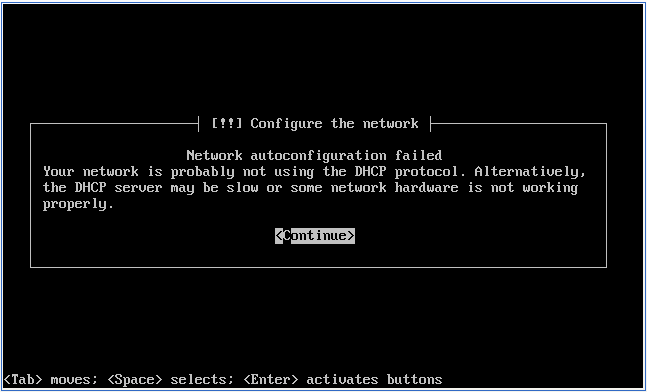 [!!] Configure the network
Network autoconfiguration failed
Your network is probably not using the DHCP protocol. Alternatively,
the DHCP server may be slow or some network hardware is not working
properly.
<Continue>
<Tab> moves; <Space> selects; <Enter> activates buttons